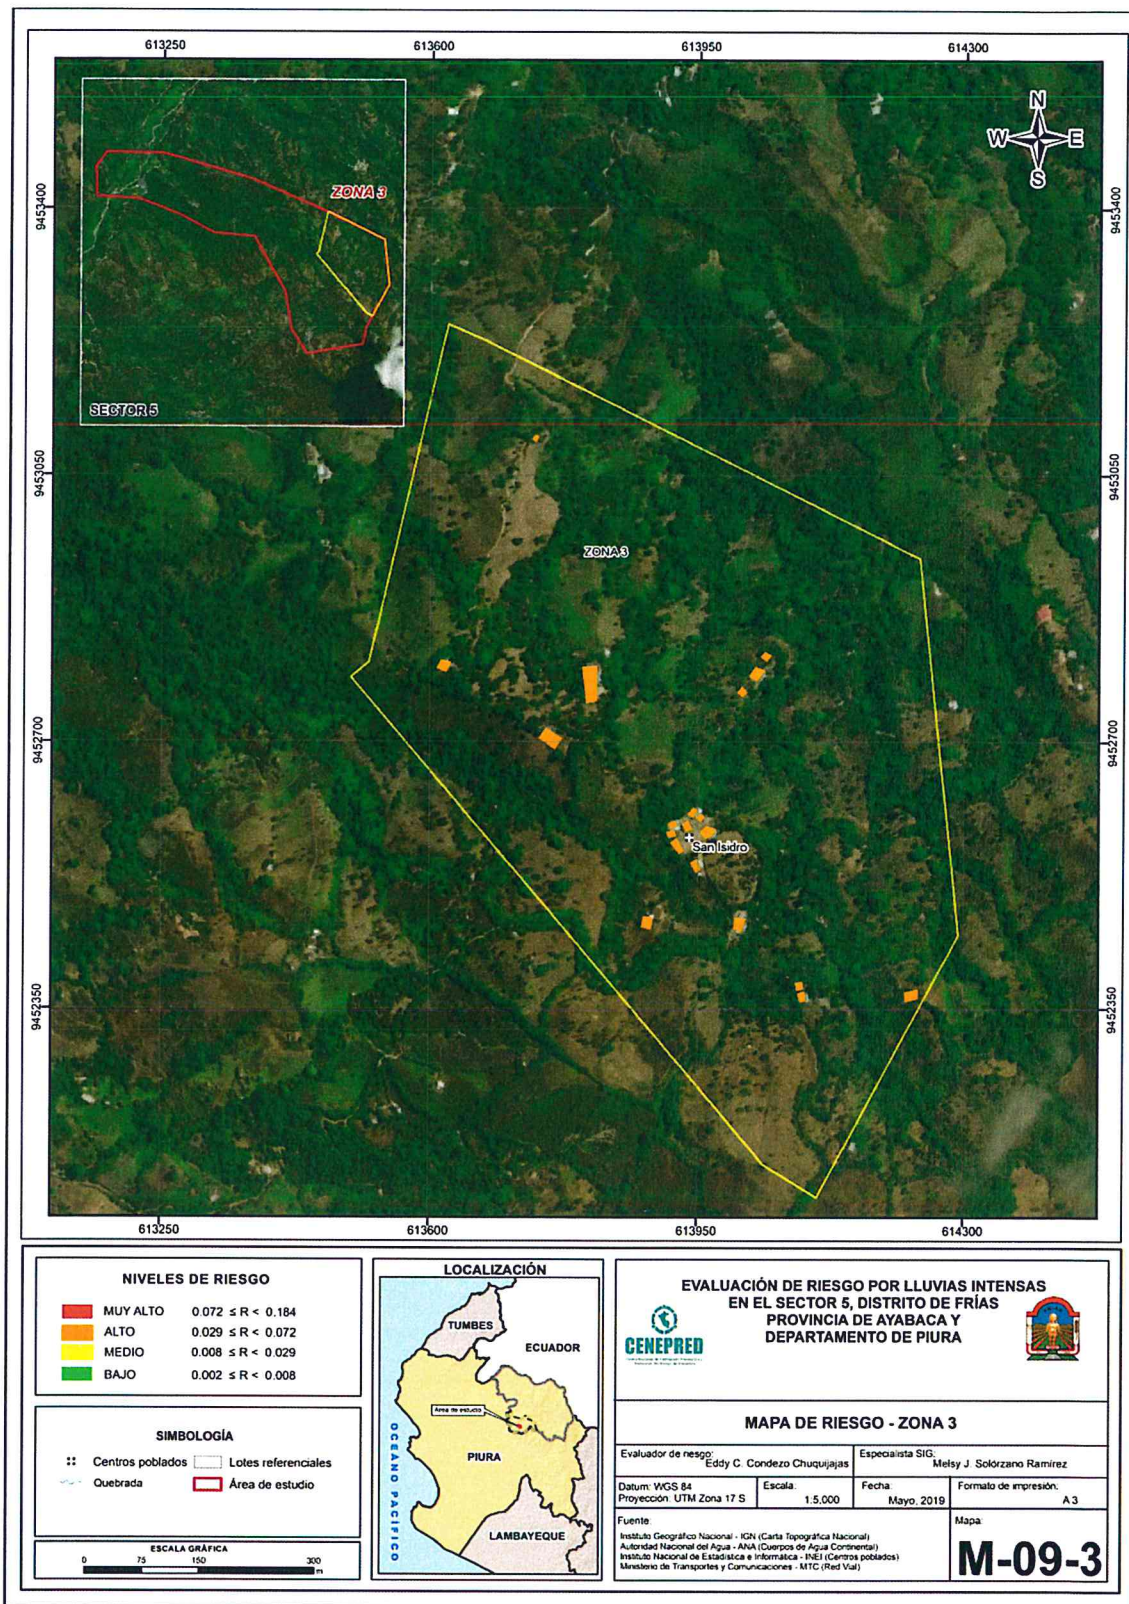 613250 613600 613950 614300
N
W E
S
9453400 9453400
ZONA 3
SECTOR 5
9453050 9453050
ZONA 3
9452700 9452700
San Isidro
9452350 9452350
613250 613600 613950 614300
NIVELES DE RIESGO
MUY ALTO 0.072 ≤ R < 0.184
ALTO 0.029 ≤ R < 0.072
MEDIO 0.008 ≤ R < 0.029
BAJO 0.002 ≤ R < 0.008
SIMBOLOGÍA
Centros poblados Lotes referenciales
Quebrada Área de estudio
ESCALA GRÁFICA
0 75 150 300
m
LOCALIZACIÓN
TUMBES
ECUADOR
Área de estudio
PIURA
OCEANO PACÍFICO
LAMBAYEQUE
EVALUACIÓN DE RIESGO POR LLUVIAS INTENSAS
EN EL SECTOR 5, DISTRITO DE FRÍAS
PROVINCIA DE AYABACA Y
DEPARTAMENTO DE PIURA
CENEPRED
MAPA DE RIESGO - ZONA 3
Evaluador de riesgo:
Eddy C. Condezo Chuquijajas
Especialista SIG:
Melsy J. Solórzano Ramírez
Datum: WGS 84
Proyección: UTM Zona 17 S
Escala:
1:5,000
Fecha:
Mayo, 2019
Formato de impresión:
A 3
Fuente:
Instituto Geográfico Nacional - IGN (Carta Topográfica Nacional)
Autoridad Nacional del Agua - ANA (Cuerpos de Agua Continental)
Instituto Nacional de Estadística e Informática - INEI (Centros poblados)
Ministerio de Transportes y Comunicaciones - MTC (Red Vial)
Mapa:
M-09-3